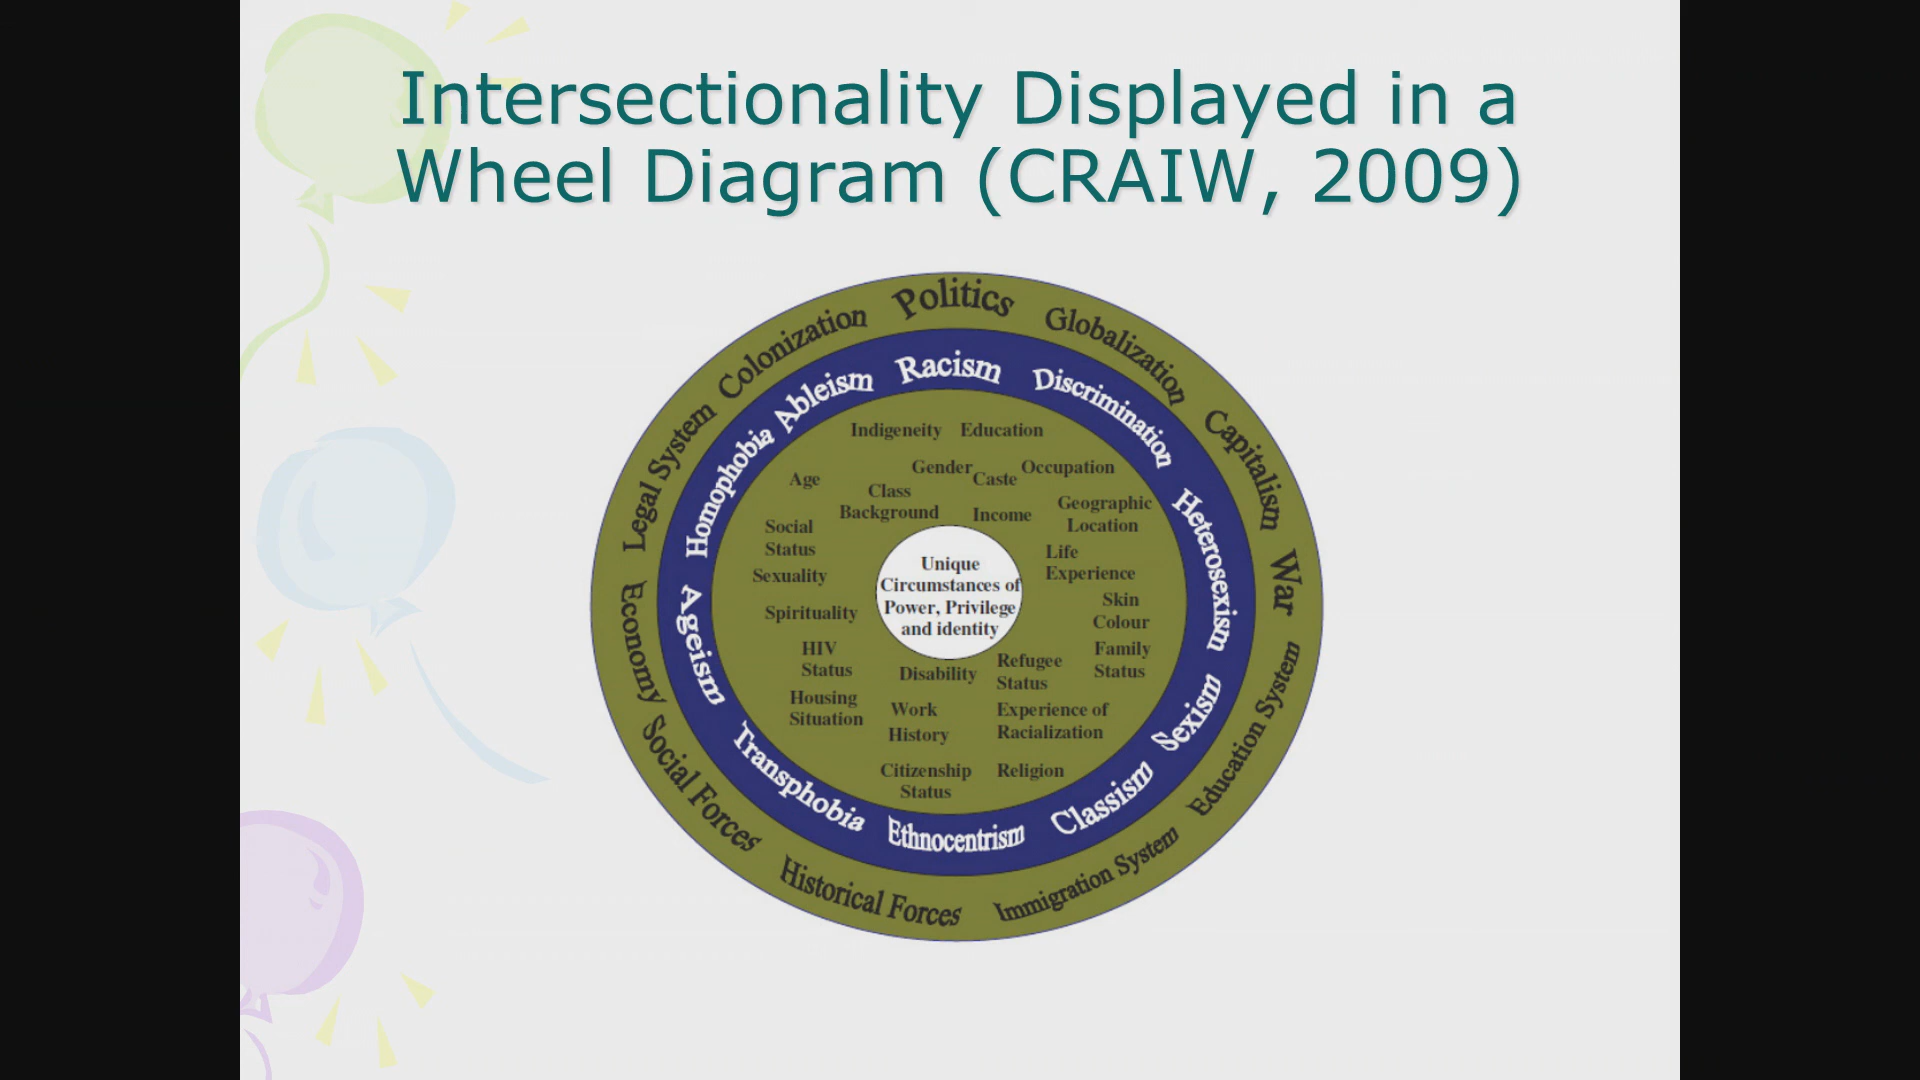 Intersectionality Displayed in a
Wheel Diagram (CRAIW, 2009)
Politics
Globalization
Capitalism
War
Education System
Immigration System
Historical Forces
Social Forces
Economy
Legal System
Colonization
Racism
Discrimination
Heterosexism
Sexism
Classism
Ethnocentrism
Transphobia
Ageism
Homophobia
Ableism
Indigeneity
Education
Gender
Caste
Occupation
Age
Class
Background
Income
Geographic
Location
Social
Status
Life
Experience
Sexuality
Skin
Colour
Spirituality
HIV
Status
Family
Status
Disability
Refugee
Status
Housing
Situation
Work
History
Experience of
Racialization
Citizenship
Status
Religion
Unique
Circumstances of
Power, Privilege
and identity